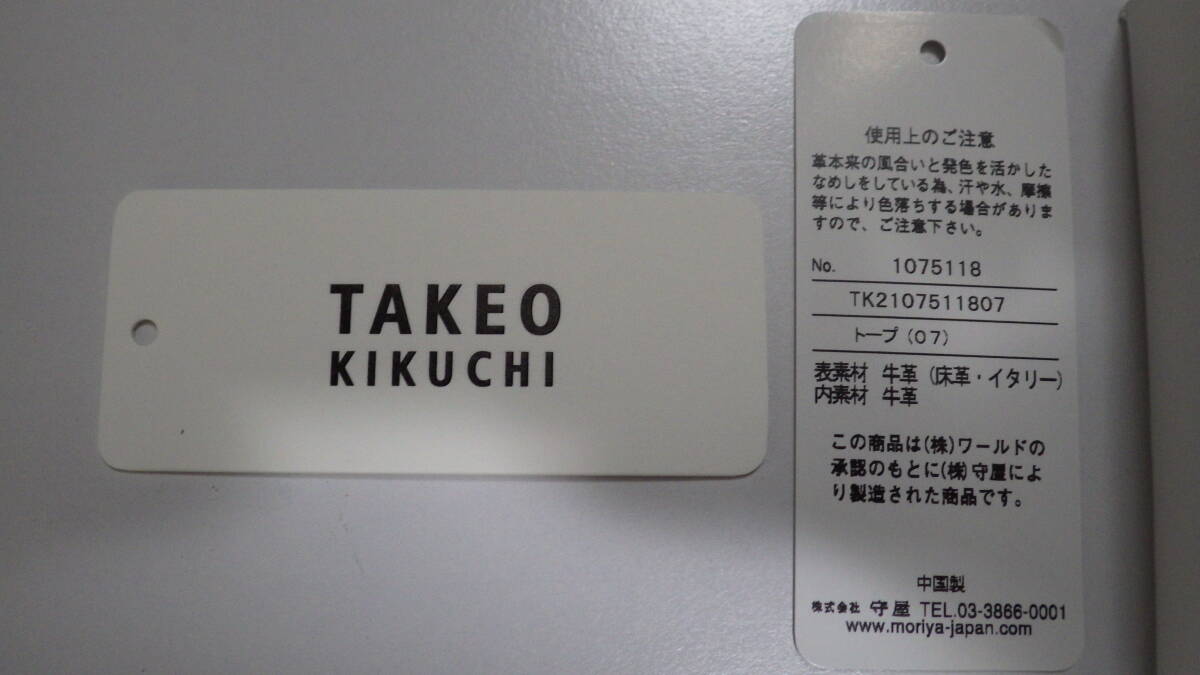 TAKEO
KIKUCHI
使用上のご注意
革本来の風合いと発色を活かした
なめしをしている為、汗や水、摩擦
等により色落ちする場合がありま
すので、ご注意下さい。
No. 1075118
TK2107511807
トープ(07)
表素材 牛革(床革・イタリー)
内素材 牛革
この商品は(株)ワールドの
承認のもとに(株)守屋によ
り製造された商品です。
中国製
株式会社 守屋 TEL.03-3866-0001
www.moriya-japan.com